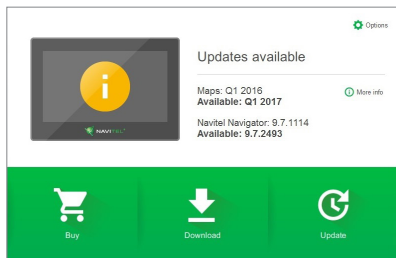 Options
Updates available
Maps: Q1 2016
Available: Q1 2017
More info
Navitel Navigator: 9.7.1114
Available: 9.7.2493
NAVITEL
Buy
Download
Update